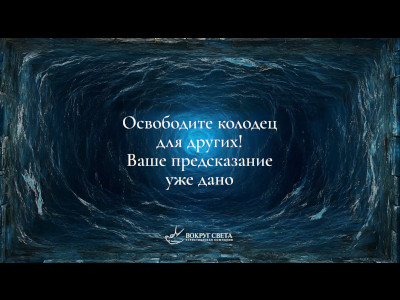 Освободите колодец
для других!
Ваше предсказание
уже дано
ВОКРУГ СВЕТА